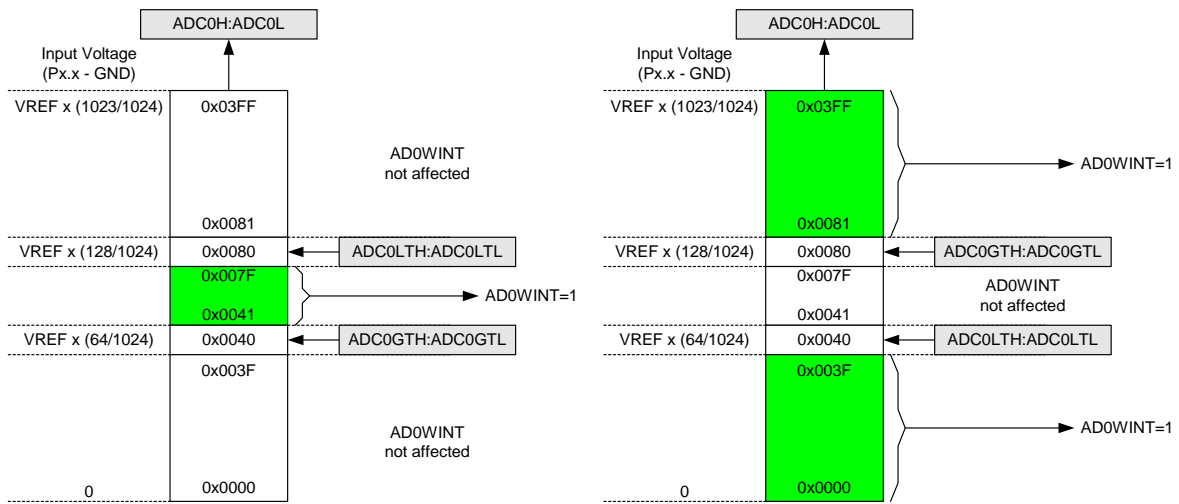 ADC0H:ADC0L
Input Voltage
(Px.x - GND)
VREF x (1023/1024)
0x03FF
AD0WINT
not affected
0x0081
VREF x (128/1024)
0x0080
ADC0LTH:ADC0LTL
0x007F
AD0WINT=1
0x0041
VREF x (64/1024)
0x0040
ADC0GTH:ADC0GTL
0x003F
AD0WINT
not affected
0
0x0000
ADC0H:ADC0L
Input Voltage
(Px.x - GND)
VREF x (1023/1024)
0x03FF
AD0WINT=1
0x0081
VREF x (128/1024)
0x0080
ADC0GTH:ADC0GTL
0x007F
AD0WINT
not affected
0x0041
VREF x (64/1024)
0x0040
ADC0LTH:ADC0LTL
0x003F
AD0WINT=1
0
0x0000